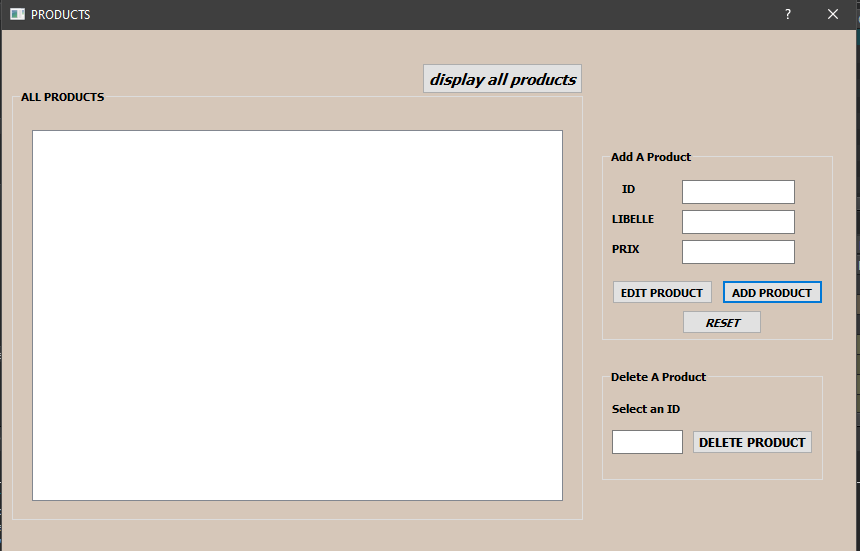 PRODUCTS
?
display all products
ALL PRODUCTS
Add A Product
ID
LIBELLE
PRIX
EDIT PRODUCT
ADD PRODUCT
RESET
Delete A Product
Select an ID
DELETE PRODUCT